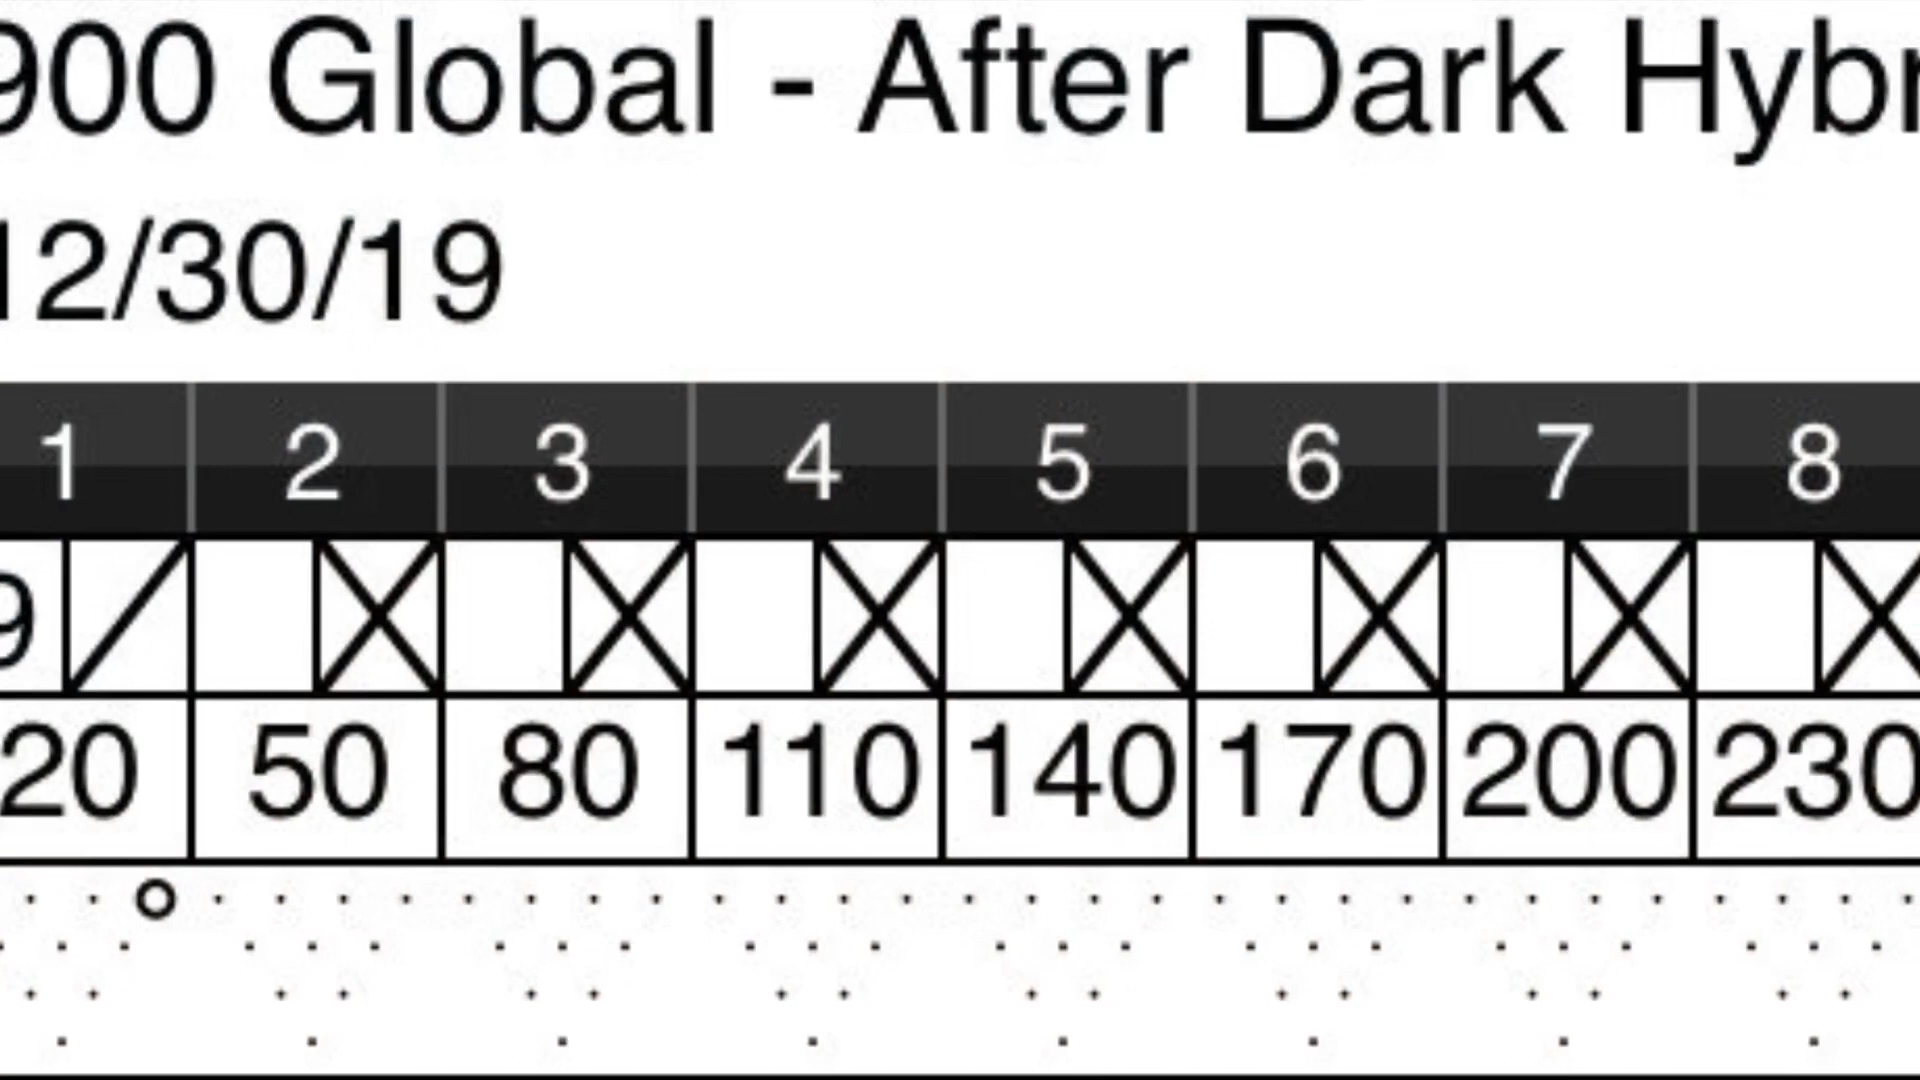 900 Global - After Dark Hybr
12/30/19
1 2 3 4 5 6 7 8
9 / X X X X X X X
20 50 80 110 140 170 200 230